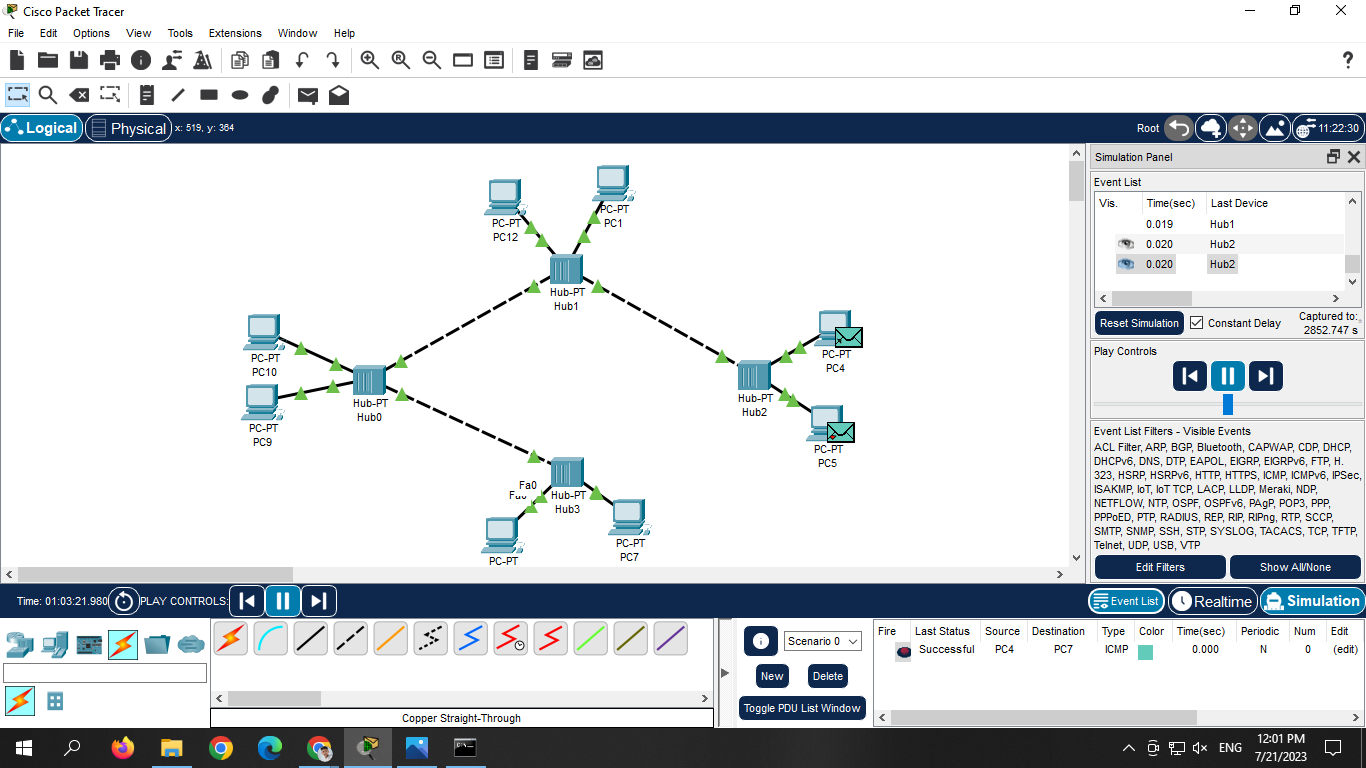 Cisco Packet Tracer
File Edit Options View Tools Extensions Window Help
Logical Physical x: 519, y: 364 Root 11:22:30
PC-PT
PC12
PC-PT
PC1
Hub-PT
Hub1
PC-PT
PC10
PC-PT
PC9
Hub-PT
Hub0
PC-PT
PC4
Hub-PT
Hub2
PC-PT
PC5
Fa0
Hub-PT
Hub3
PC-PT
PC-PT
PC7
Simulation Panel
Event List
Vis. Time(sec) Last Device
0.019 Hub1
0.020 Hub2
0.020 Hub2
Reset Simulation Constant Delay Captured to:
2852.747 s
Play Controls
Event List Filters - Visible Events
ACL Filter, ARP, BGP, Bluetooth, CAPWAP, CDP, DHCP,
DHCPv6, DNS, DTP, EAPOL, EIGRP, EIGRPv6, FTP, H.
323, HSRP, HSRPv6, HTTP, HTTPS, ICMP, ICMPv6, IPSec,
ISAKMP, IoT, IoT TCP, LACP, LLDP, Meraki, NDP,
NETFLOW, NTP, OSPF, OSPFv6, PAgP, POP3, PPP,
PPPoED, PTP, RADIUS, REP, RIP, RIPng, RTP, SCCP,
SMTP, SNMP, SSH, STP, SYSLOG, TACACS, TCP, TFTP,
Telnet, UDP, USB, VTP
Edit Filters Show All/None
Time: 01:03:21.980 PLAY CONTROLS: Event List Realtime Simulation
Scenario 0
New Delete
Toggle PDU List Window
Fire Last Status Source Destination Type Color Time(sec) Periodic Num Edit
Successful PC4 PC7 ICMP 0.000 N 0 (edit)
Copper Straight-Through
ENG 12:01 PM
7/21/2023